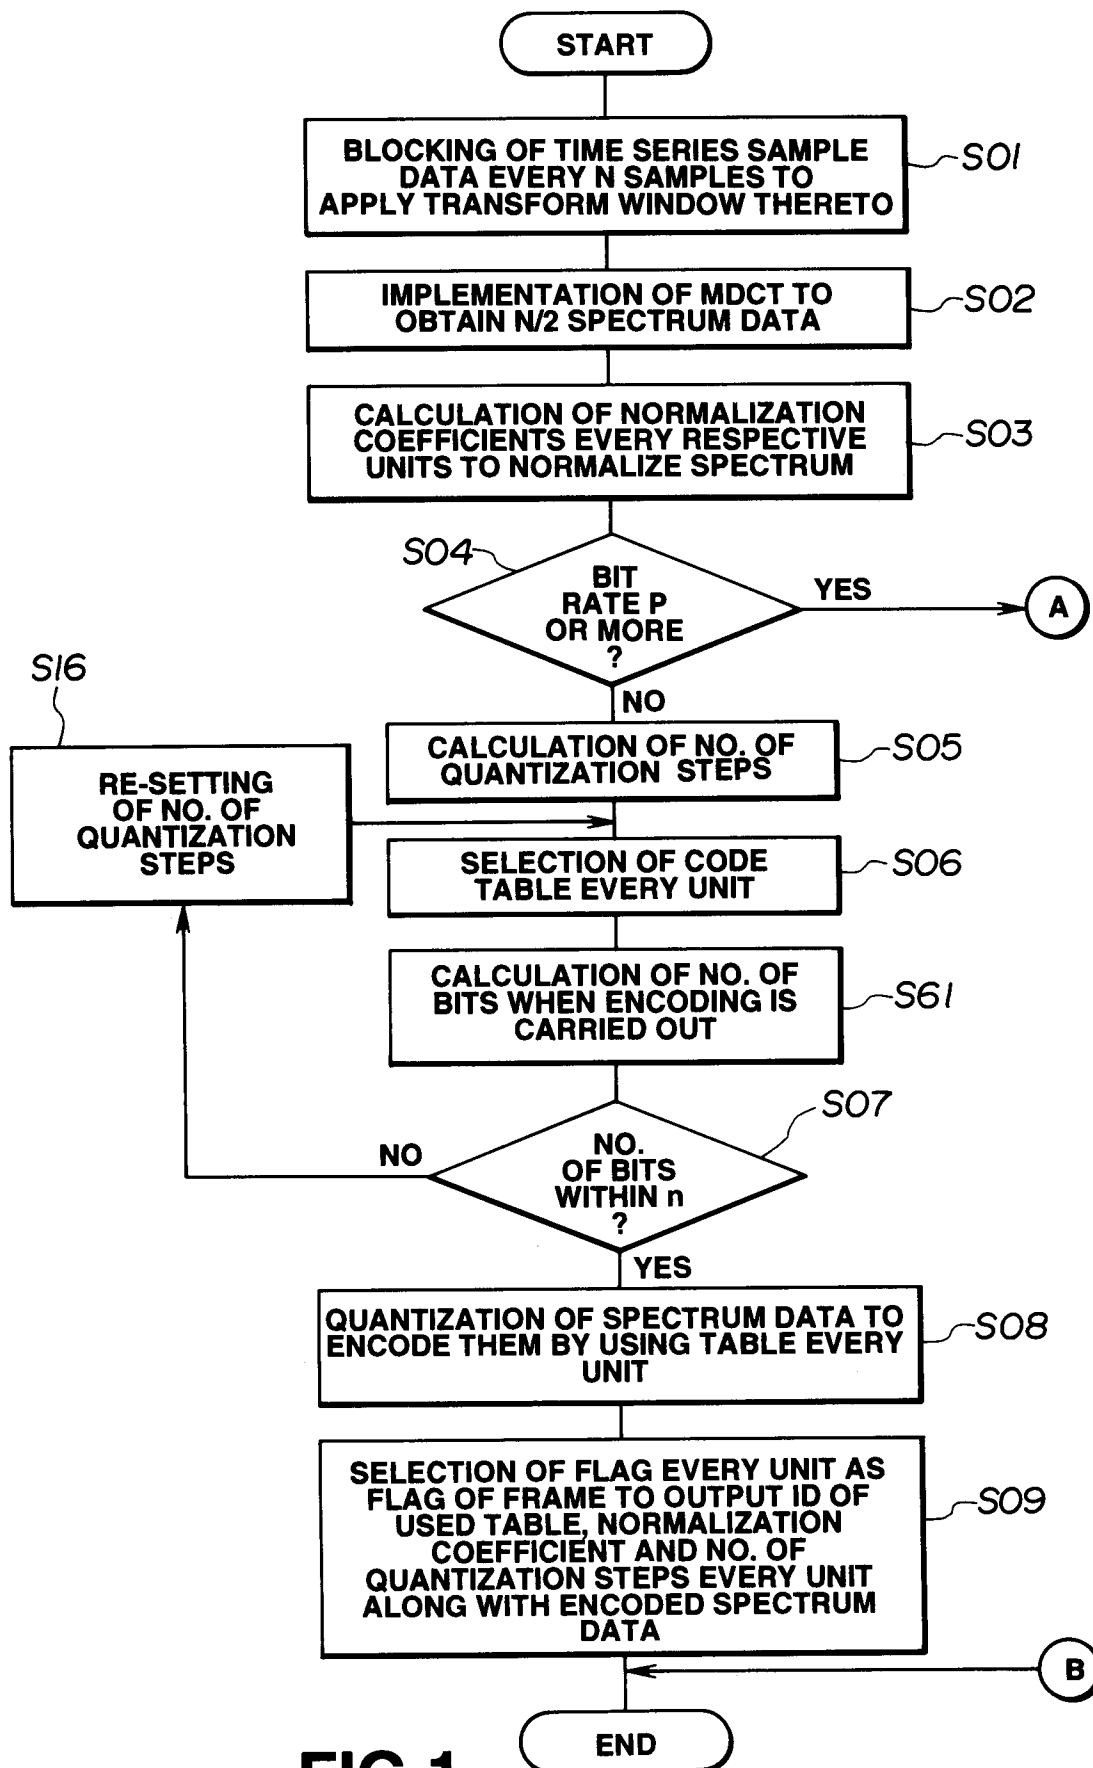 START
BLOCKING OF TIME SERIES SAMPLE
DATA EVERY N SAMPLES TO
APPLY TRANSFORM WINDOW THERETO
S01
IMPLEMENTATION OF MDCT TO
OBTAIN N/2 SPECTRUM DATA
S02
CALCULATION OF NORMALIZATION
COEFFICIENTS EVERY RESPECTIVE
UNITS TO NORMALIZE SPECTRUM
S03
S04
BIT
RATE P
OR MORE
?
YES
A
NO
S16
RE-SETTING
OF NO. OF
QUANTIZATION
STEPS
CALCULATION OF NO. OF
QUANTIZATION STEPS
S05
SELECTION OF CODE
TABLE EVERY UNIT
S06
CALCULATION OF NO. OF
BITS WHEN ENCODING IS
CARRIED OUT
S61
S07
NO
NO.
OF BITS
WITHIN n
?
YES
QUANTIZATION OF SPECTRUM DATA TO
ENCODE THEM BY USING TABLE EVERY
UNIT
S08
SELECTION OF FLAG EVERY UNIT AS
FLAG OF FRAME TO OUTPUT ID OF
USED TABLE, NORMALIZATION
COEFFICIENT AND NO. OF
QUANTIZATION STEPS EVERY UNIT
ALONG WITH ENCODED SPECTRUM
DATA
S09
B
END
FIG.1